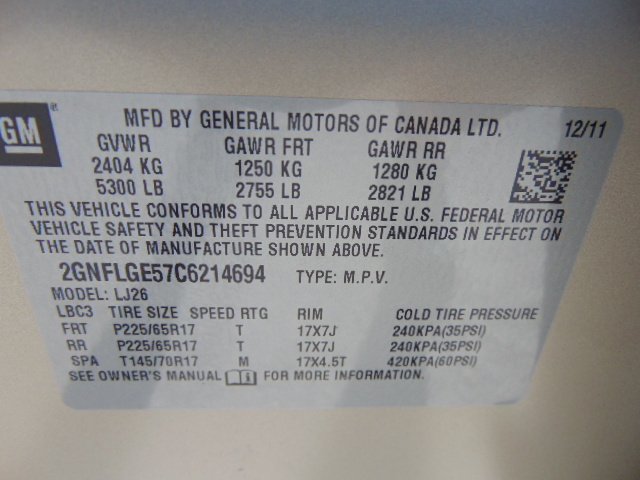 GM
MFD BY GENERAL MOTORS OF CANADA LTD. 12/11
GVWR GAWR FRT GAWR RR
2404 KG 1250 KG 1280 KG
5300 LB 2755 LB 2821 LB
THIS VEHICLE CONFORMS TO ALL APPLICABLE U.S. FEDERAL MOTOR
VEHICLE SAFETY AND THEFT PREVENTION STANDARDS IN EFFECT ON
THE DATE OF MANUFACTURE SHOWN ABOVE.
2GNFLGE57C6214694 TYPE: M.P.V.
MODEL: LJ26
LBC3 TIRE SIZE SPEED RTG RIM COLD TIRE PRESSURE
FRT P225/65R17 T 17X7J 240KPA(35PSI)
RR P225/65R17 T 17X7J 240KPA(35PSI)
SPA T145/70R17 M 17X4.5T 420KPA(60PSI)
SEE OWNER'S MANUAL FOR MORE INFORMATION.